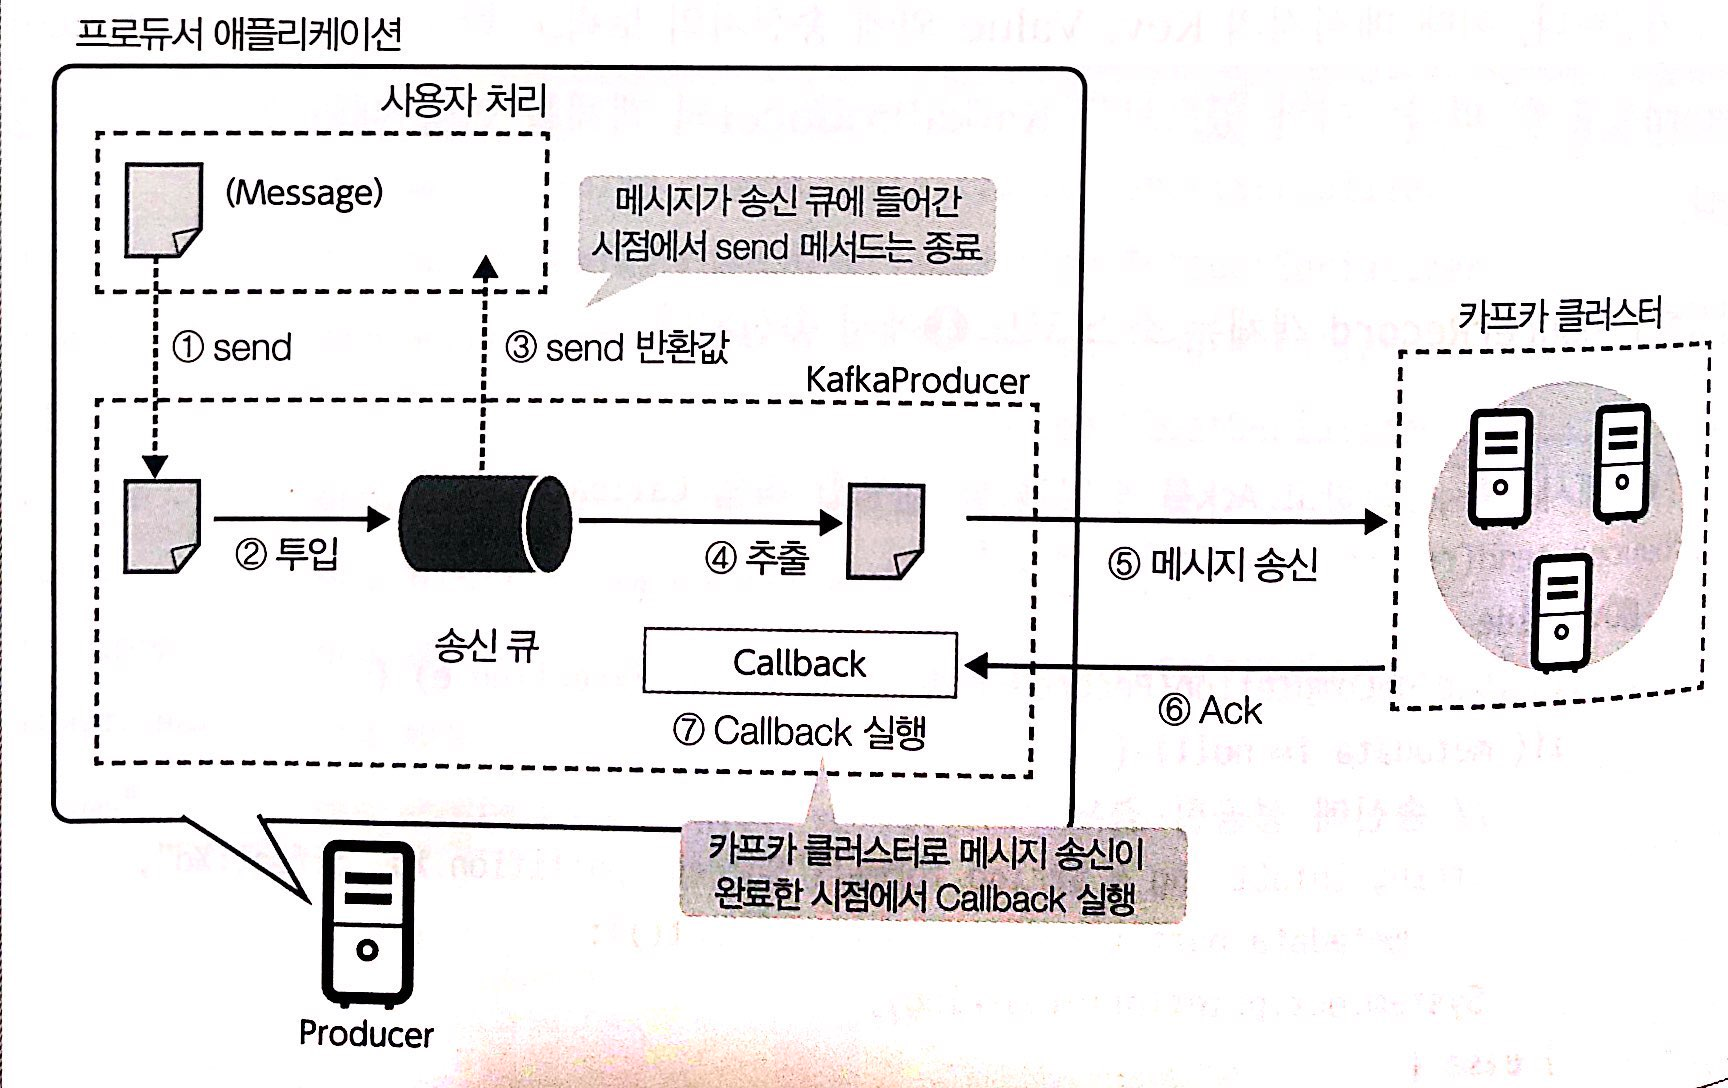 프로듀서 애플리케이션
사용자 처리
(Message)
메시지가 송신 큐에 들어간
시점에서 send 메서드는 종료
① send
③ send 반환값
KafkaProducer
카프카 클러스터
② 투입
④ 추출
⑤ 메시지 송신
송신 큐
Callback
⑥ Ack
⑦ Callback 실행
카프카 클러스터로 메시지 송신이
완료한 시점에서 Callback 실행
Producer